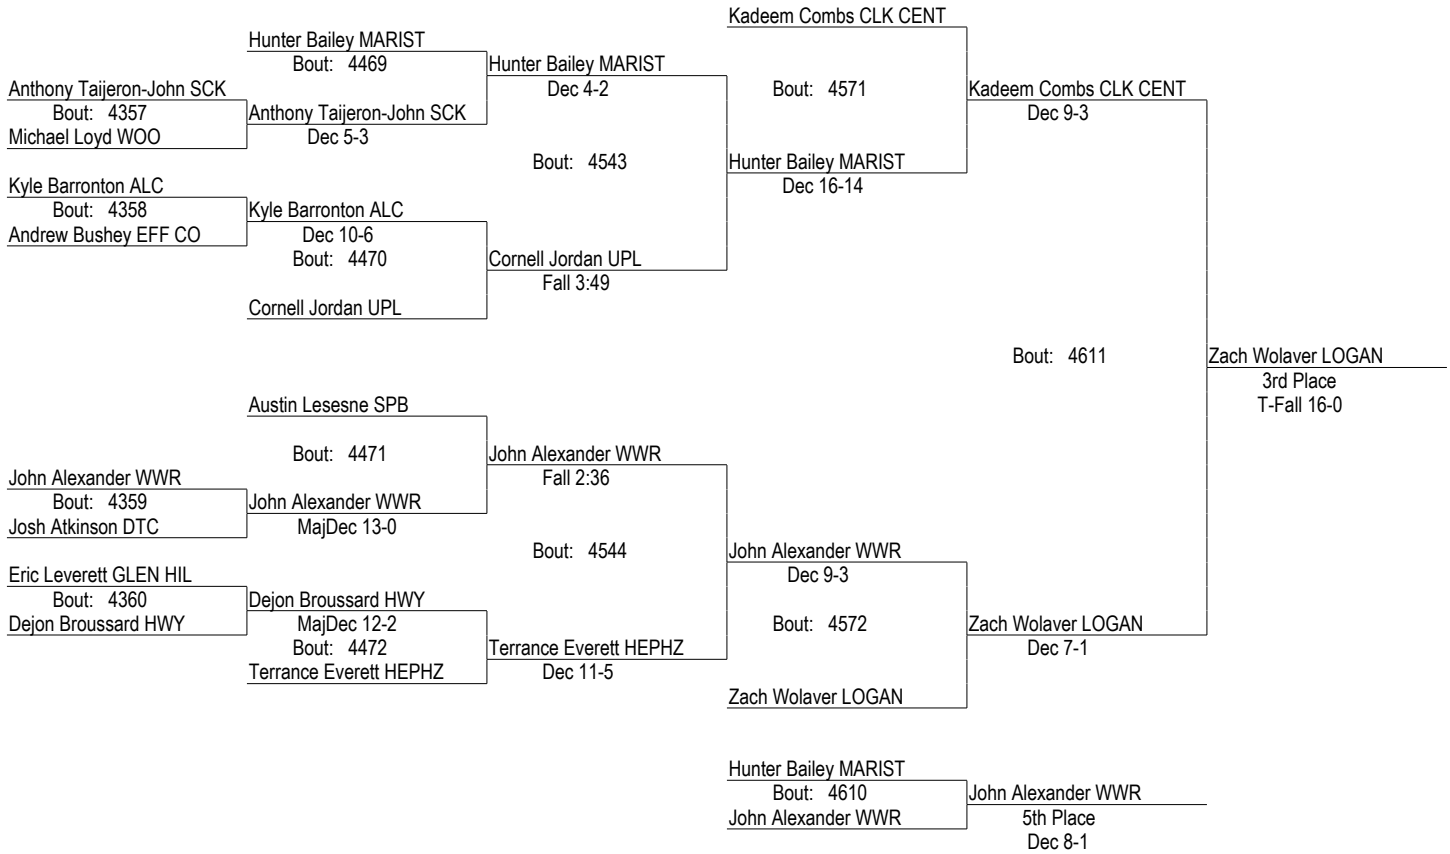 Kadeem Combs CLK CENT
Hunter Bailey MARIST
Bout: 4469
Hunter Bailey MARIST
Dec 4-2
Anthony Taijeron-John SCK
Bout: 4357
Michael Loyd WOO
Anthony Taijeron-John SCK
Dec 5-3
Bout: 4571
Kadeem Combs CLK CENT
Dec 9-3
Bout: 4543
Hunter Bailey MARIST
Dec 16-14
Kyle Barronton ALC
Bout: 4358
Andrew Bushey EFF CO
Kyle Barronton ALC
Dec 10-6
Bout: 4470
Cornell Jordan UPL
Fall 3:49
Cornell Jordan UPL
Bout: 4611
Zach Wolaver LOGAN
3rd Place
T-Fall 16-0
Austin Lesesne SPB
Bout: 4471
John Alexander WWR
Fall 2:36
John Alexander WWR
Bout: 4359
Josh Atkinson DTC
John Alexander WWR
MajDec 13-0
Bout: 4544
John Alexander WWR
Dec 9-3
Eric Leverett GLEN HIL
Bout: 4360
Dejon Broussard HWY
Dejon Broussard HWY
MajDec 12-2
Bout: 4472
Terrance Everett HEPHZ
Terrance Everett HEPHZ
Dec 11-5
Bout: 4572
Zach Wolaver LOGAN
Dec 7-1
Zach Wolaver LOGAN
Hunter Bailey MARIST
Bout: 4610
John Alexander WWR
John Alexander WWR
5th Place
Dec 8-1